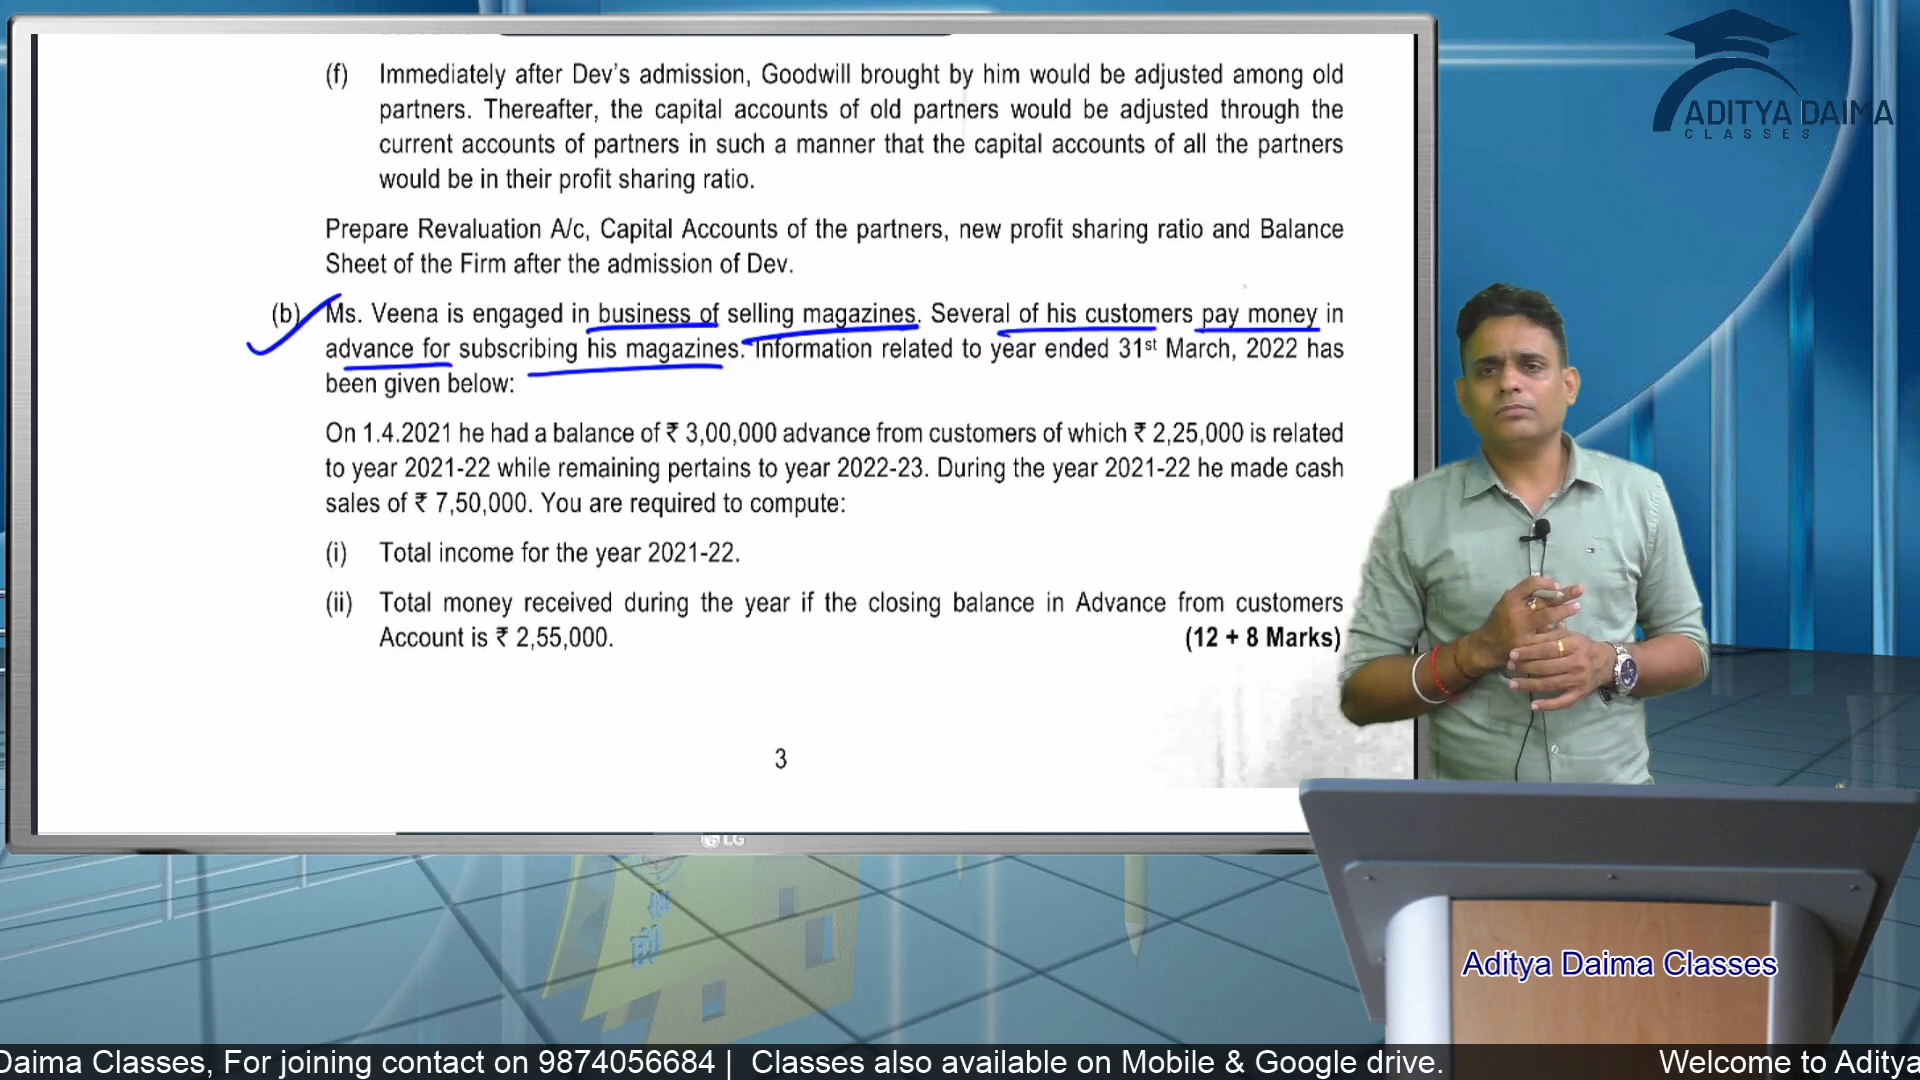 (f) Immediately after Dev's admission, Goodwill brought by him would be adjusted among old
partners. Thereafter, the capital accounts of old partners would be adjusted through the
current accounts of partners in such a manner that the capital accounts of all the partners
would be in their profit sharing ratio.
Prepare Revaluation A/c, Capital Accounts of the partners, new profit sharing ratio and Balance
Sheet of the Firm after the admission of Dev.
(b) Ms. Veena is engaged in business of selling magazines. Several of his customers pay money in
advance for subscribing his magazines. Information related to year ended 31st March, 2022 has
been given below:
On 1.4.2021 he had a balance of ₹ 3,00,000 advance from customers of which ₹ 2,25,000 is related
to year 2021-22 while remaining pertains to year 2022-23. During the year 2021-22 he made cash
sales of ₹ 7,50,000. You are required to compute:
(i) Total income for the year 2021-22.
(ii) Total money received during the year if the closing balance in Advance from customers
Account is ₹ 2,55,000. (12 + 8 Marks)
3
LG
ADITYA DAIMA
CLASSES
Aditya Daima Classes
Daima Classes, For joining contact on 9874056684 | Classes also available on Mobile & Google drive. Welcome to Aditya